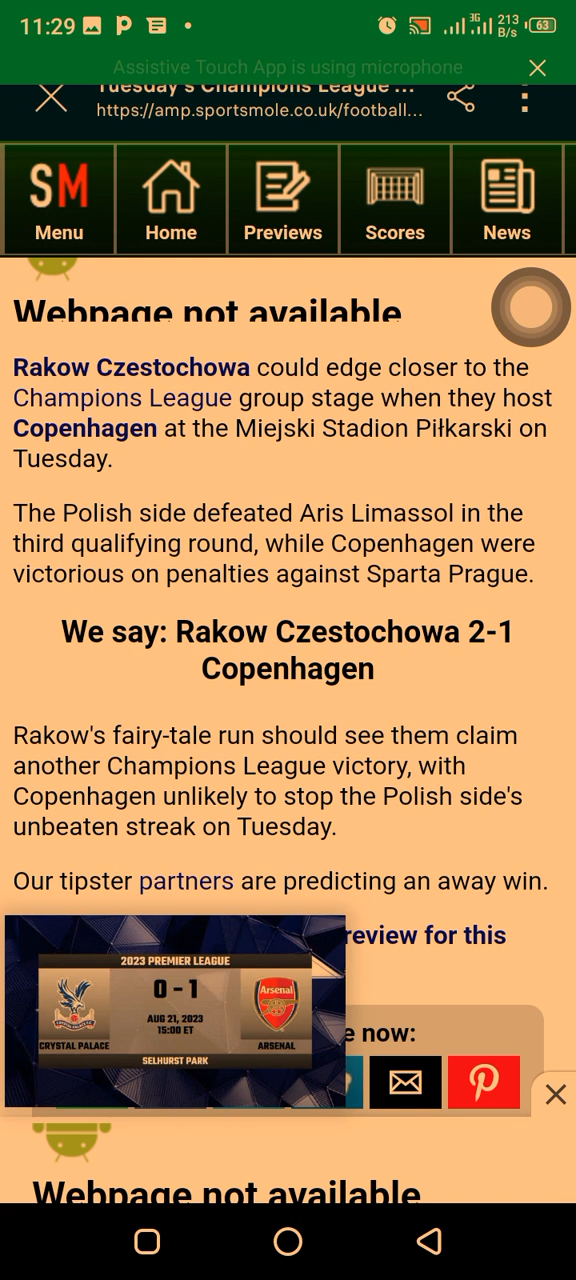 11:29
3G
213
B/s
63
Assistive Touch App is using microphone
Tuesday's Champions League ...
https://amp.sportsmole.co.uk/football...
SM
Menu
Home
Previews
Scores
News
Webpage not available
Rakow Czestochowa could edge closer to the
Champions League group stage when they host
Copenhagen at the Miejski Stadion Piłkarski on
Tuesday.
The Polish side defeated Aris Limassol in the
third qualifying round, while Copenhagen were
victorious on penalties against Sparta Prague.
We say: Rakow Czestochowa 2-1
Copenhagen
Rakow's fairy-tale run should see them claim
another Champions League victory, with
Copenhagen unlikely to stop the Polish side's
unbeaten streak on Tuesday.
Our tipster partners are predicting an away win.
review for this
2023 PREMIER LEAGUE
0 - 1
Arsenal
AUG 21, 2023
15:00 ET
CRYSTAL PALACE
ARSENAL
SELHURST PARK
e now:
Webpage not available